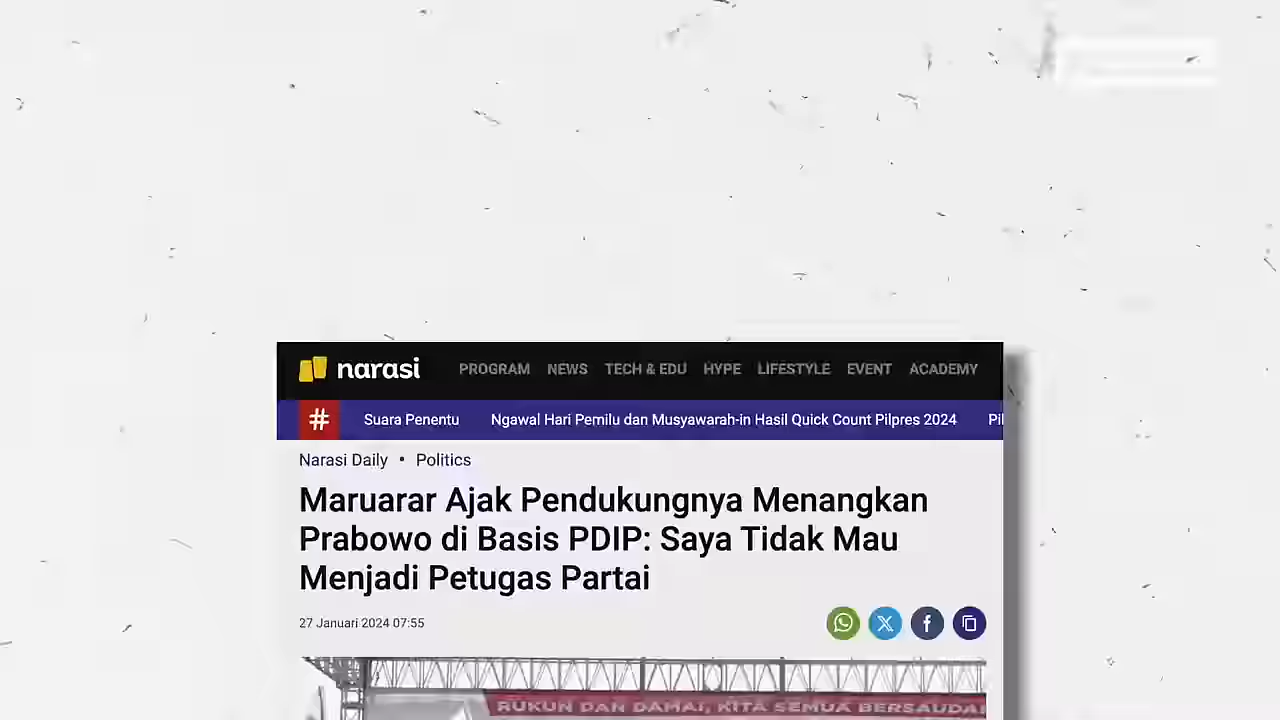 narasi PROGRAM NEWS TECH & EDU HYPE LIFESTYLE EVENT ACADEMY
# Suara Penentu Ngawal Hari Pemilu dan Musyawarah-in Hasil Quick Count Pilpres 2024
Narasi Daily • Politics
Maruarar Ajak Pendukungnya Menangkan
Prabowo di Basis PDIP: Saya Tidak Mau
Menjadi Petugas Partai
27 Januari 2024 07:55
RUKUN DAN DAMAI, KITA SEMUA BERSAUDA